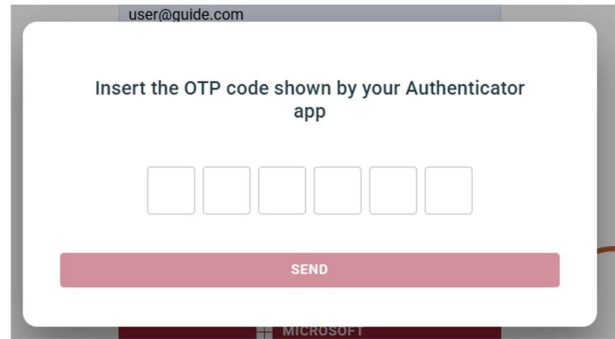 user@guide.com
Insert the OTP code shown by your Authenticator
app
SEND
MICROSOFT